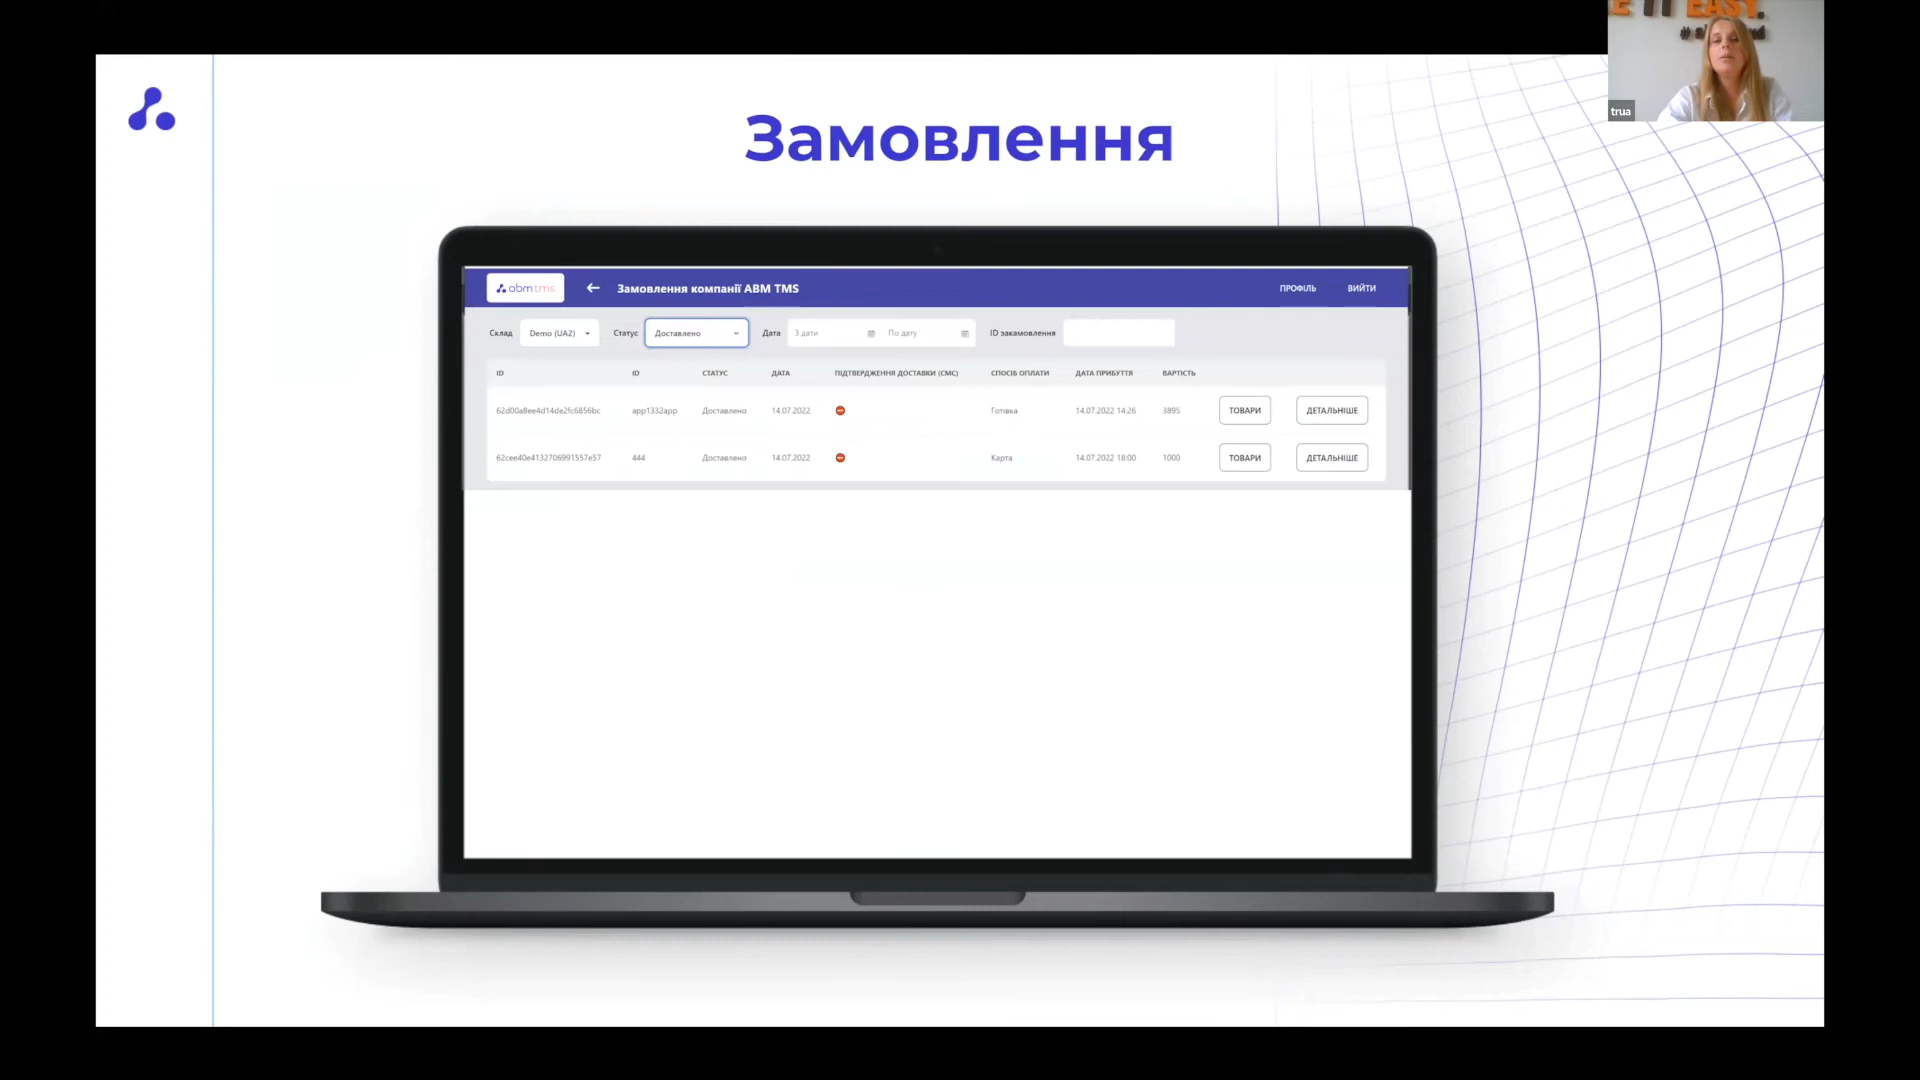 IT EASY.
trua
Замовлення
abm tms
Замовлення компанії ABM TMS
ПРОФІЛЬ
ВИЙТИ
Склад Demo (UA2) Статус Доставлено Дата З дати По дату ID закамовлення
ID ID СТАТУС ДАТА ПІДТВЕРДЖЕННЯ ДОСТАВКИ (СМС) СПОСІБ ОПЛАТИ ДАТА ПРИБУТТЯ ВАРТІСТЬ
62d00a8ee4d14de2fc6856bc app1332app Доставлено 14.07.2022 Готівка 14.07.2022 14:26 3895 ТОВАРИ ДЕТАЛЬНІШЕ
62cee40e4132706991557e57 444 Доставлено 14.07.2022 Карта 14.07.2022 18:00 1000 ТОВАРИ ДЕТАЛЬНІШЕ